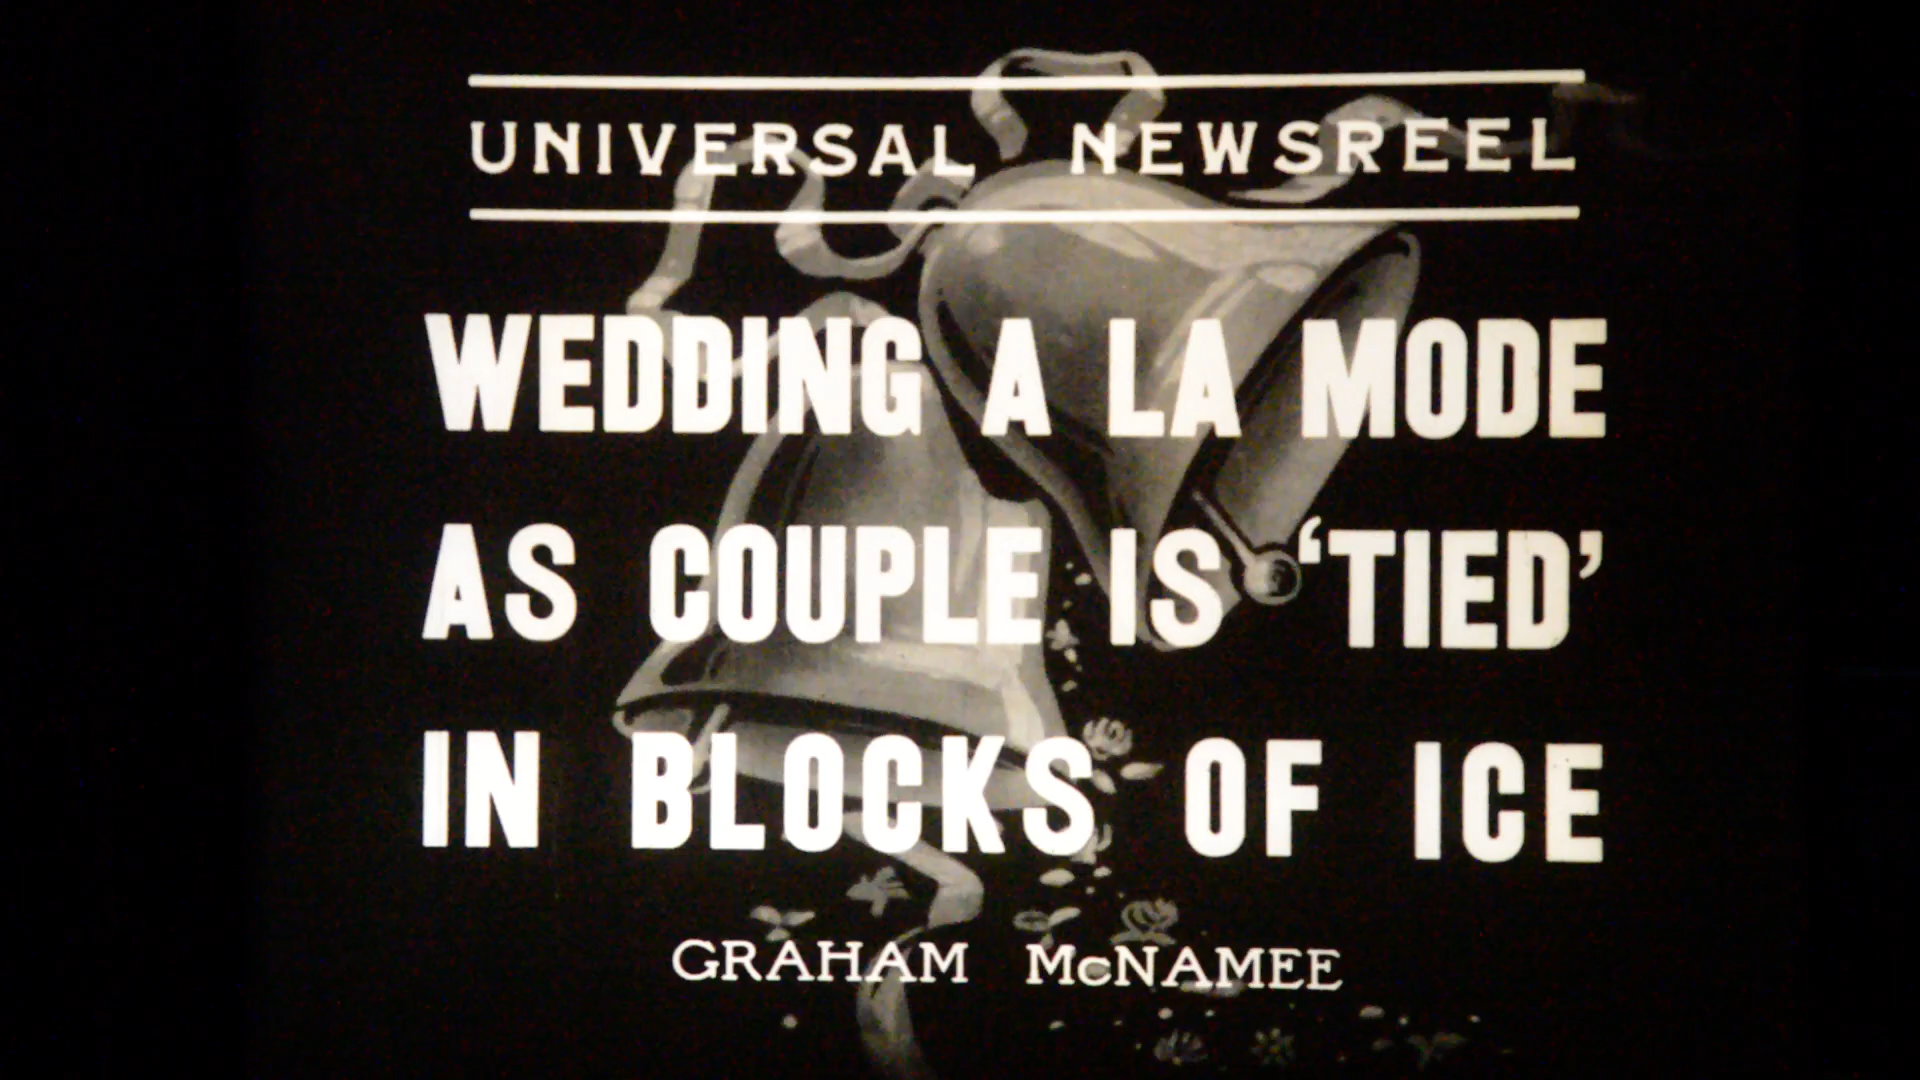 UNIVERSAL NEWSREEL
WEDDING A LA MODE
AS COUPLE IS ‘TIED’
IN BLOCKS OF ICE
GRAHAM McNAMEE